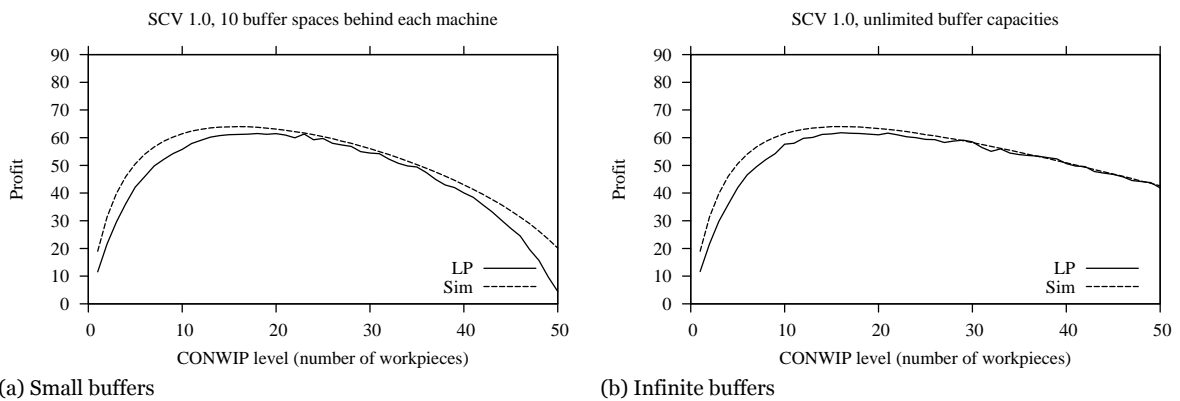 SCV 1.0, 10 buffer spaces behind each machine
90
80
70
60
50
40
30
20
10
0
Profit
LP
Sim
0 10 20 30 40 50
CONWIP level (number of workpieces)
(a) Small buffers
SCV 1.0, unlimited buffer capacities
90
80
70
60
50
40
30
20
10
0
Profit
LP
Sim
0 10 20 30 40 50
CONWIP level (number of workpieces)
(b) Infinite buffers